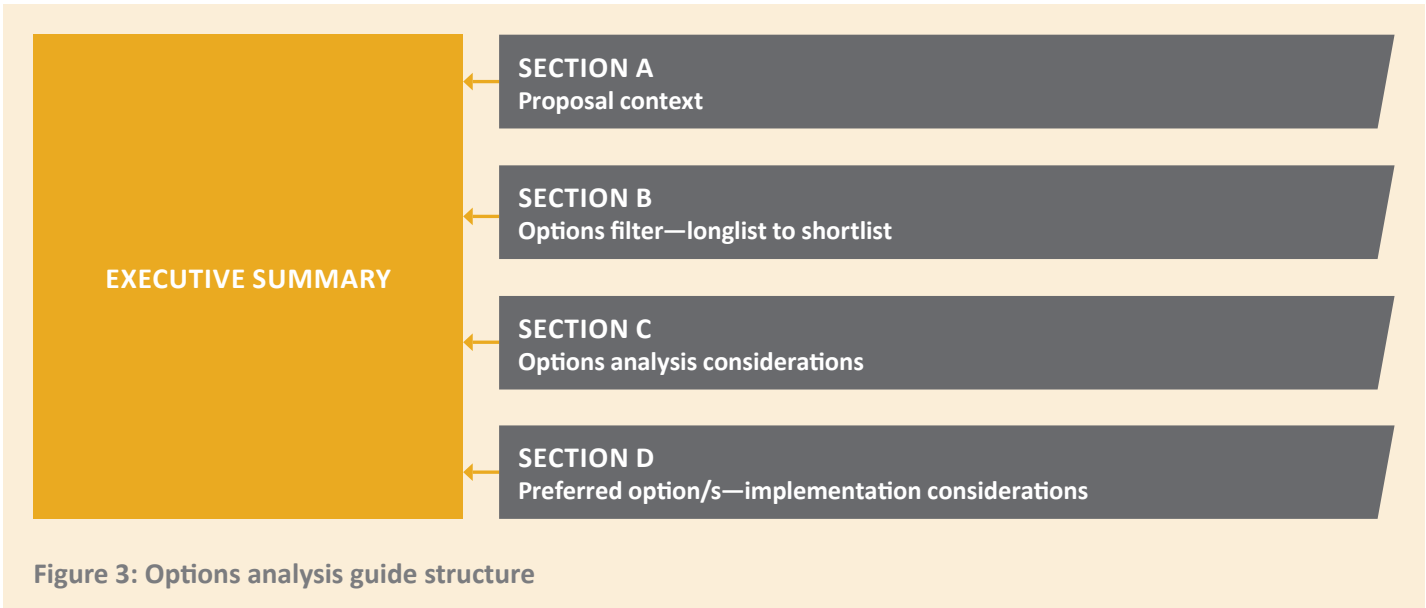 EXECUTIVE SUMMARY
SECTION A
Proposal context
SECTION B
Options filter—longlist to shortlist
SECTION C
Options analysis considerations
SECTION D
Preferred option/s—implementation considerations
Figure 3: Options analysis guide structure